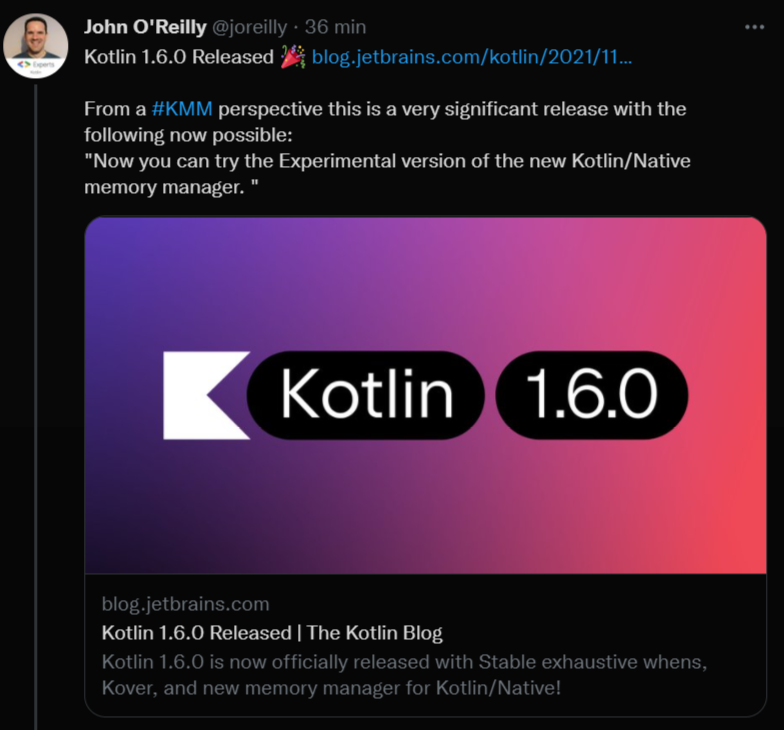 John O'Reilly @joreilly · 36 min
Kotlin 1.6.0 Released 🎉 blog.jetbrains.com/kotlin/2021/11...
From a #KMM perspective this is a very significant release with the
following now possible:
"Now you can try the Experimental version of the new Kotlin/Native
memory manager. "
Kotlin 1.6.0
blog.jetbrains.com
Kotlin 1.6.0 Released | The Kotlin Blog
Kotlin 1.6.0 is now officially released with Stable exhaustive whens,
Kover, and new memory manager for Kotlin/Native!